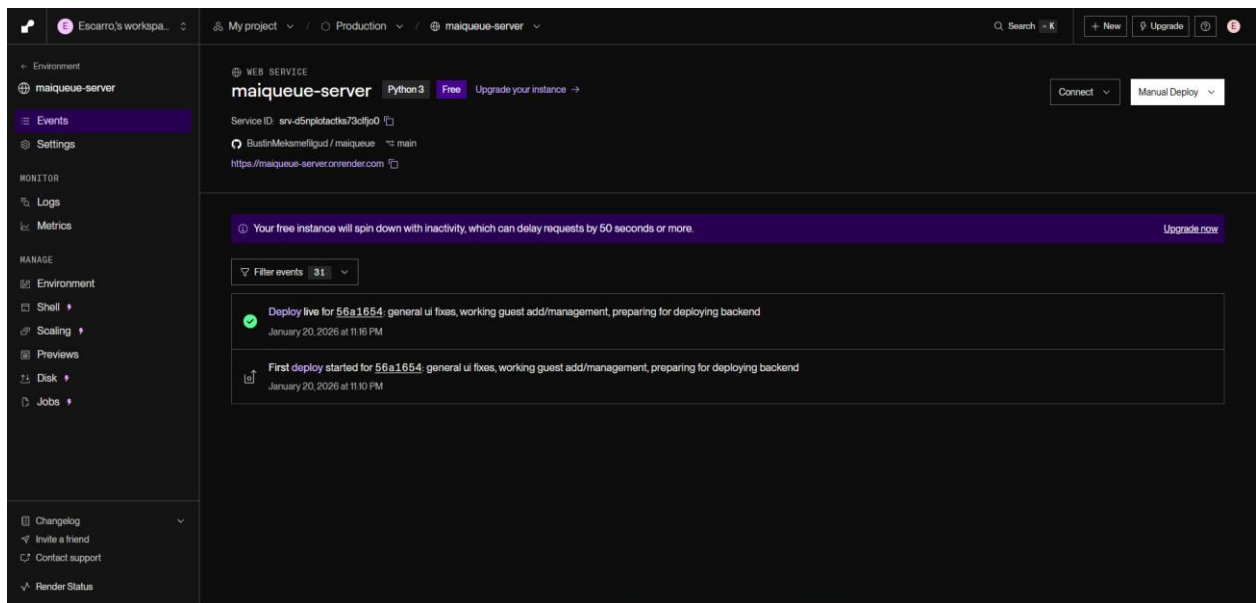 E Escarro,'s workspa...
My project / Production / maiqueue-server
Search K
+ New
Upgrade
E
← Environment
maiqueue-server
Events
Settings
MONITOR
Logs
Metrics
MANAGE
Environment
Shell
Scaling
Previews
Disk
Jobs
Changelog
Invite a friend
Contact support
Render Status
WEB SERVICE
maiqueue-server Python 3 Free Upgrade your instance →
Connect
Manual Deploy
Service ID:
BustinMeksmefilgud / maiqueue main
https://maiqueue-server.onrender.com
Your free instance will spin down with inactivity, which can delay requests by 50 seconds or more.
Upgrade now
Filter events 31
Deploy live for 56a1654: general ui fixes, working guest add/management, preparing for deploying backend
January 20, 2026 at 11:16 PM
First deploy started for 56a1654: general ui fixes, working guest add/management, preparing for deploying backend
January 20, 2026 at 11:10 PM